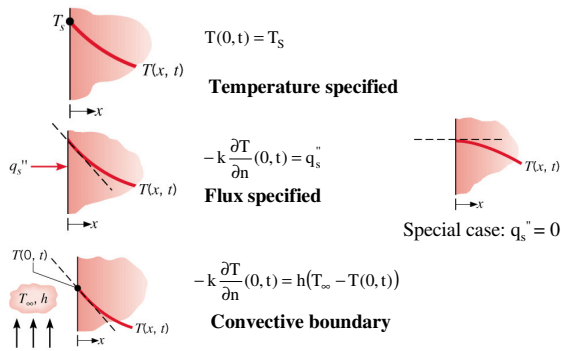 T_s
T(x, t)
x
T(0,t) = T_S
Temperature specified
q_s''
T(x, t)
x
-k ∂T/∂n (0,t) = q_s''
Flux specified
T(x, t)
x
Special case: q_s'' = 0
T(0, t)
T_∞, h
T(x, t)
x
-k ∂T/∂n (0,t) = h(T_∞ - T(0,t))
Convective boundary